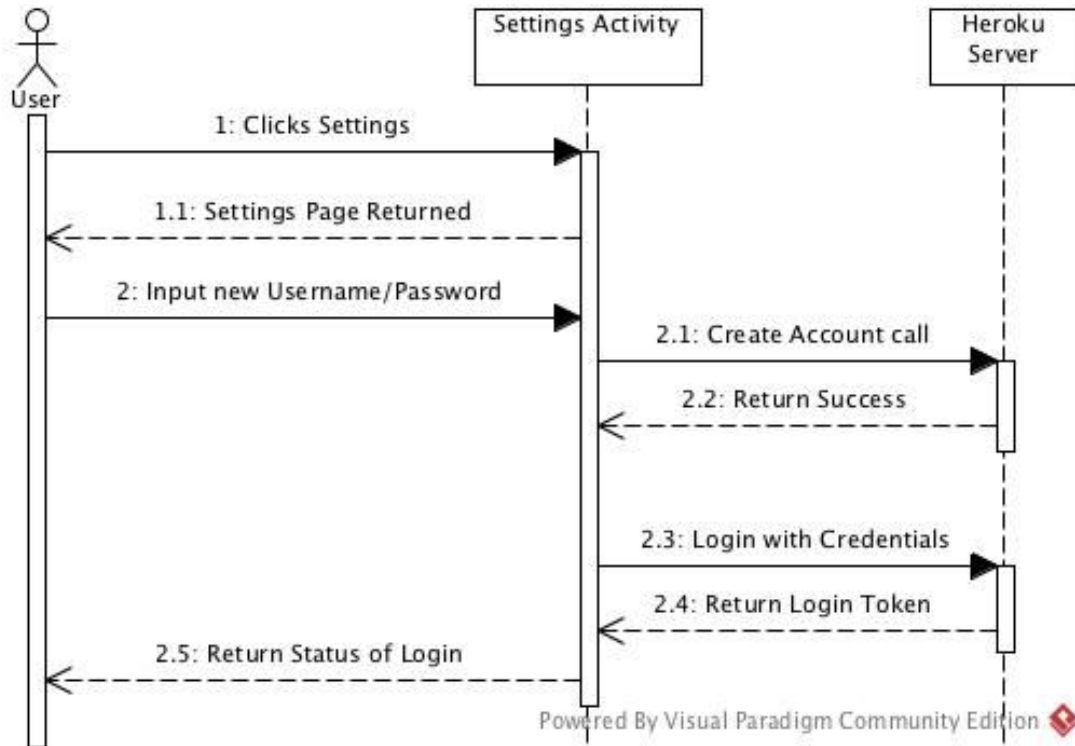 Settings Activity
Heroku
Server
User
1: Clicks Settings
1.1: Settings Page Returned
2: Input new Username/Password
2.1: Create Account call
2.2: Return Success
2.3: Login with Credentials
2.4: Return Login Token
2.5: Return Status of Login
Powered By Visual Paradigm Community Edition